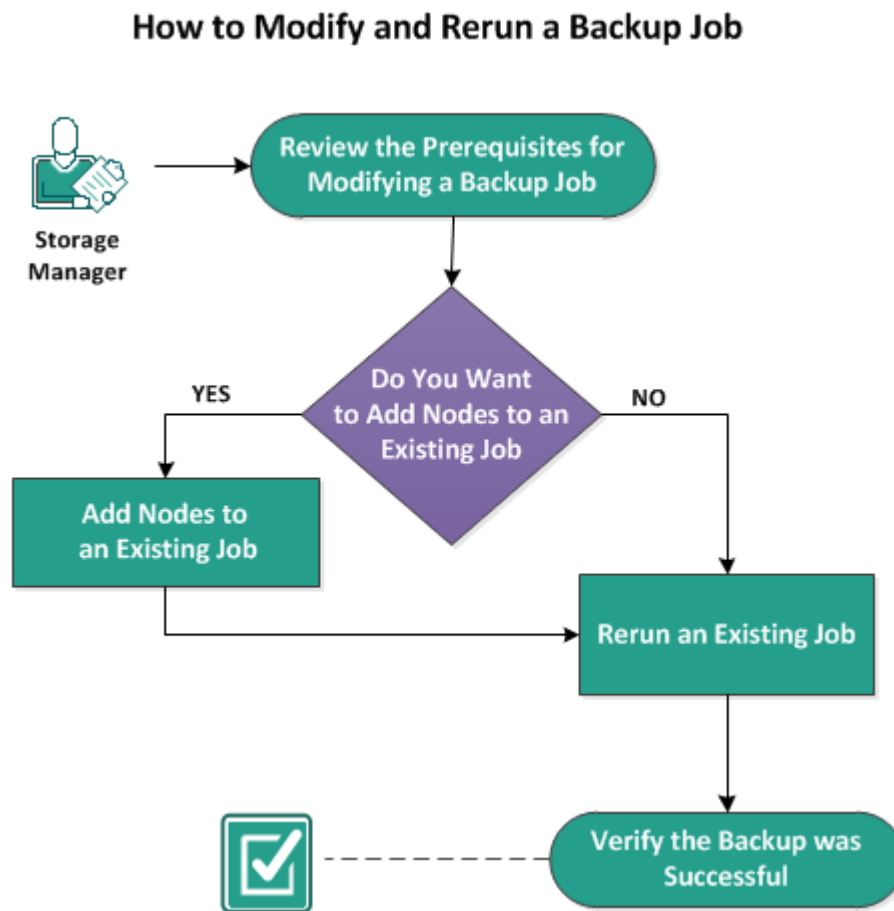 How to Modify and Rerun a Backup Job
Review the Prerequisites for
Modifying a Backup Job
Storage
Manager
Do You Want
to Add Nodes to an
Existing Job
YES
NO
Add Nodes to
an Existing Job
Rerun an Existing Job
Verify the Backup was
Successful